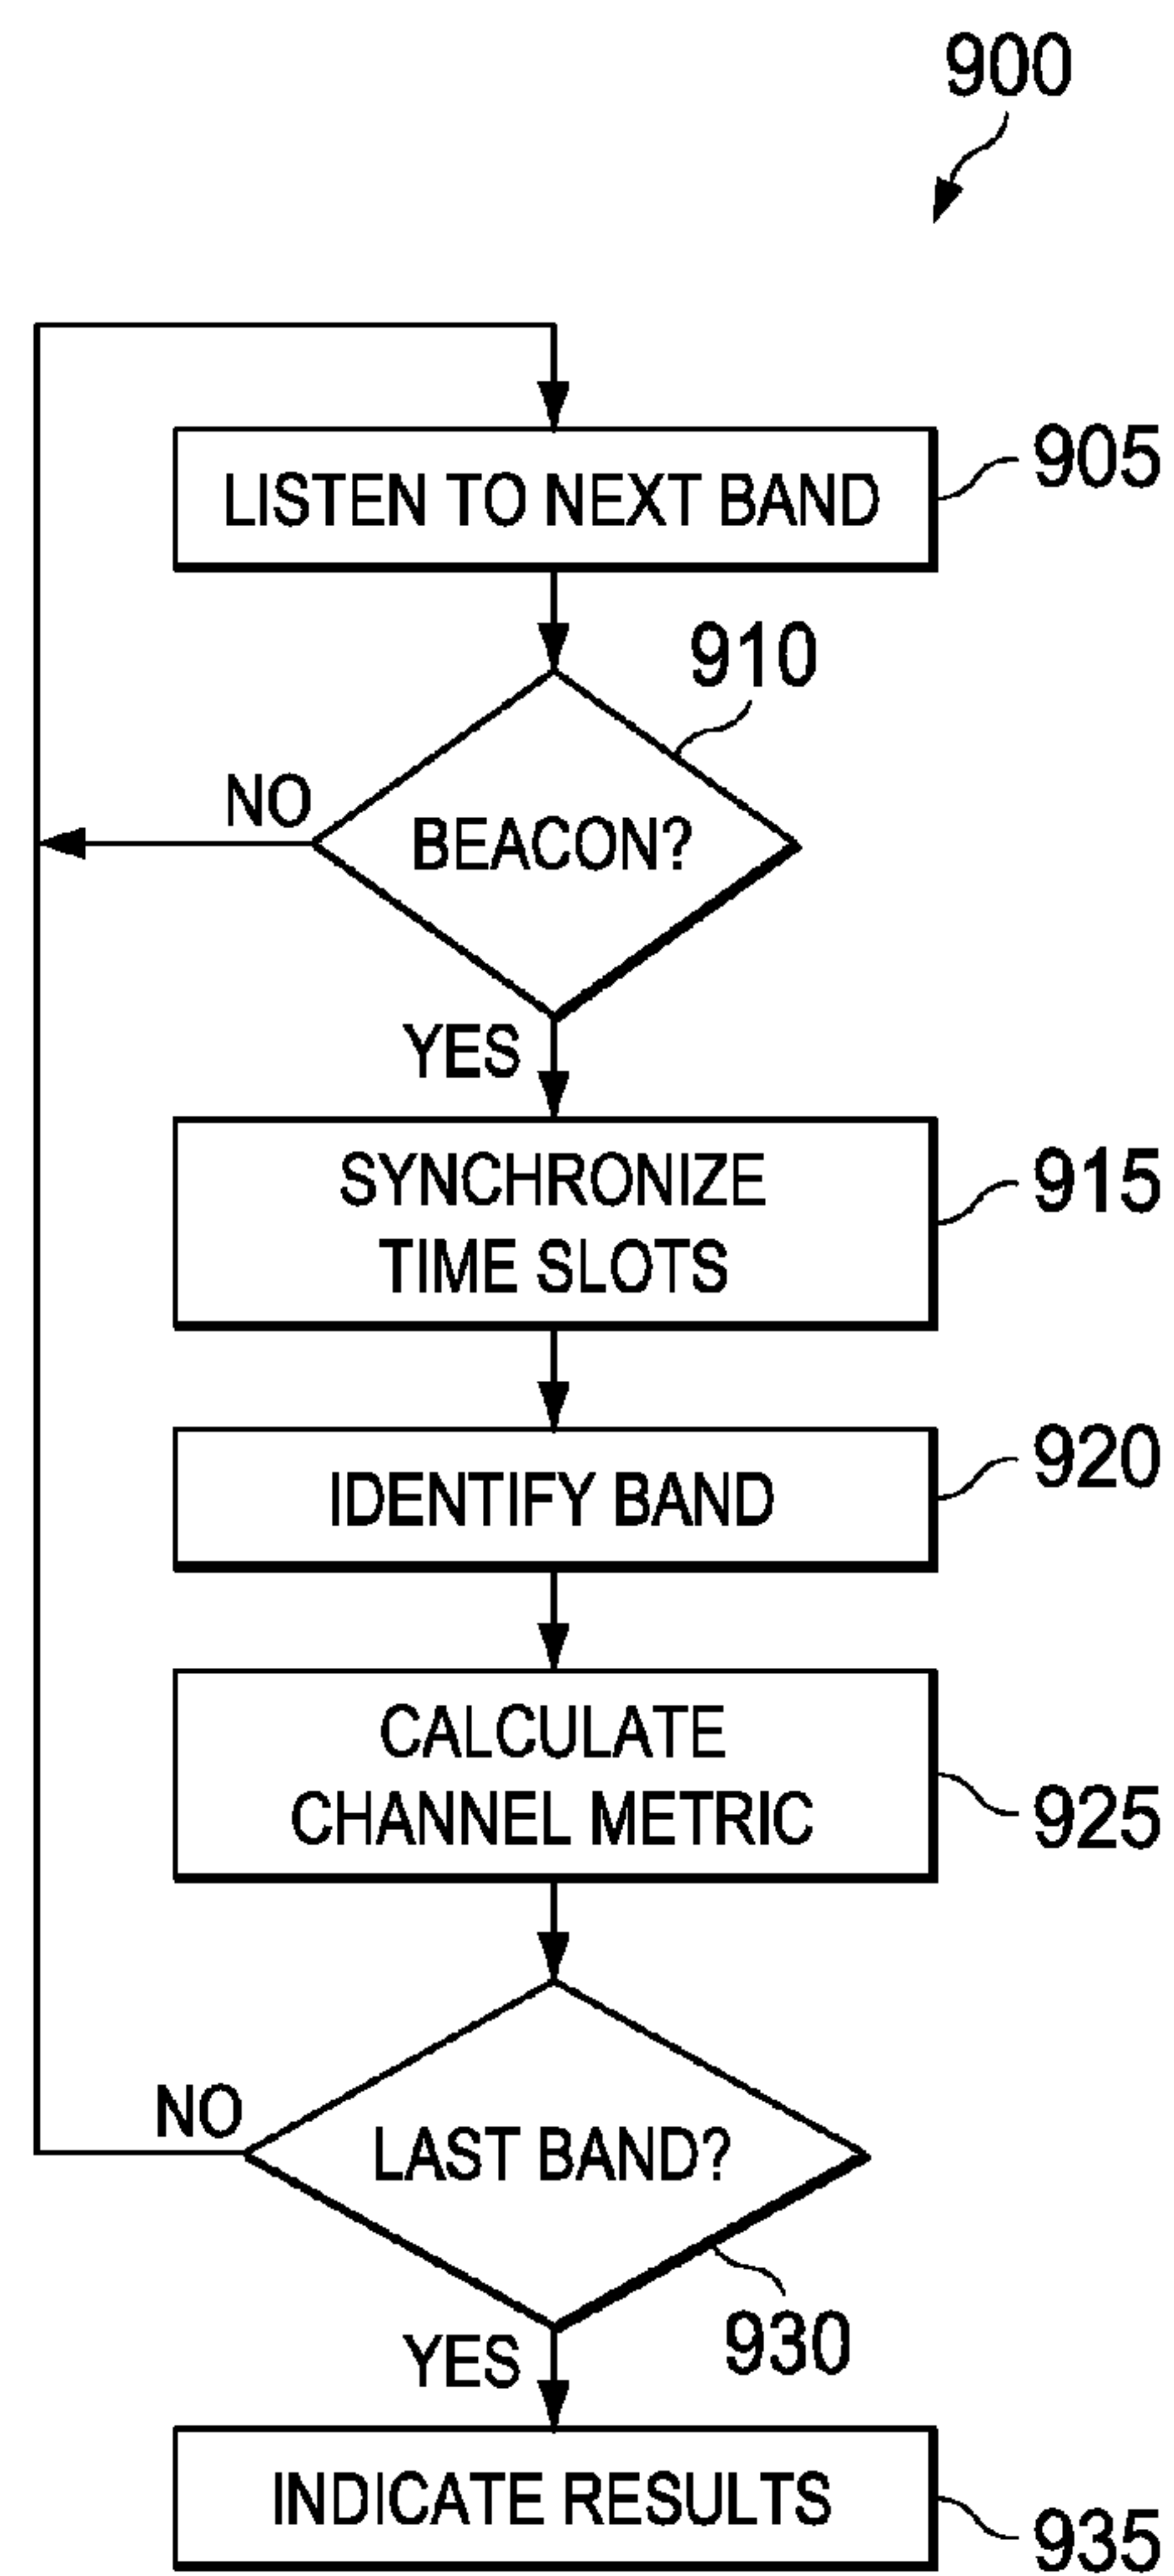 900
LISTEN TO NEXT BAND
905
910
BEACON?
NO
YES
SYNCHRONIZE
TIME SLOTS
915
IDENTIFY BAND
920
CALCULATE
CHANNEL METRIC
925
LAST BAND?
NO
930
YES
INDICATE RESULTS
935